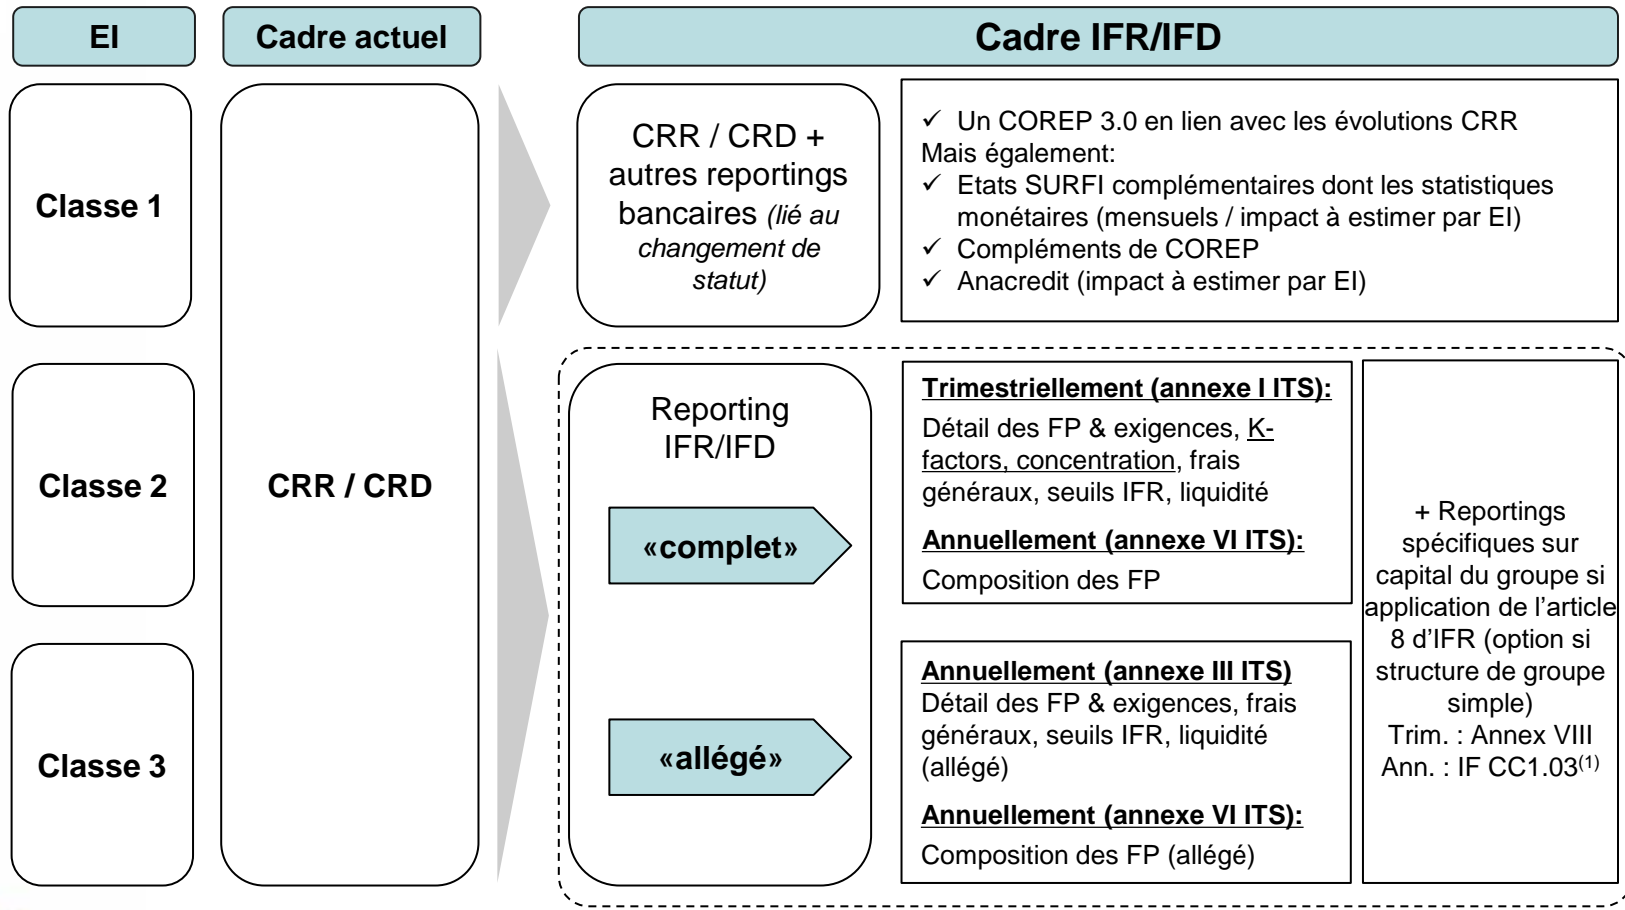 EI
Cadre actuel
Cadre IFR/IFD
Classe 1
CRR / CRD +
autres reportings
bancaires (lié au
changement de
statut)
✓ Un COREP 3.0 en lien avec les évolutions CRR
Mais également:
✓ Etats SURFI complémentaires dont les statistiques
monétaires (mensuels / impact à estimer par EI)
✓ Compléments de COREP
✓ Anacredit (impact à estimer par EI)
Classe 2
CRR / CRD
Reporting
IFR/IFD
«complet»
Trimestriellement (annexe I ITS):
Détail des FP & exigences, K-
factors, concentration, frais
généraux, seuils IFR, liquidité
Annuellement (annexe VI ITS):
Composition des FP
Classe 3
«allégé»
Annuellement (annexe III ITS)
Détail des FP & exigences, frais
généraux, seuils IFR, liquidité
(allégé)
Annuellement (annexe VI ITS):
Composition des FP (allégé)
+ Reportings
spécifiques sur
capital du groupe si
application de l’article
8 d’IFR (option si
structure de groupe
simple)
Trim. : Annex VIII
Ann. : IF CC1.03(1)